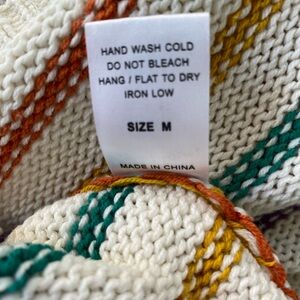 HAND WASH COLD
DO NOT BLEACH
HANG / FLAT TO DRY
IRON LOW
SIZE M
MADE IN CHINA